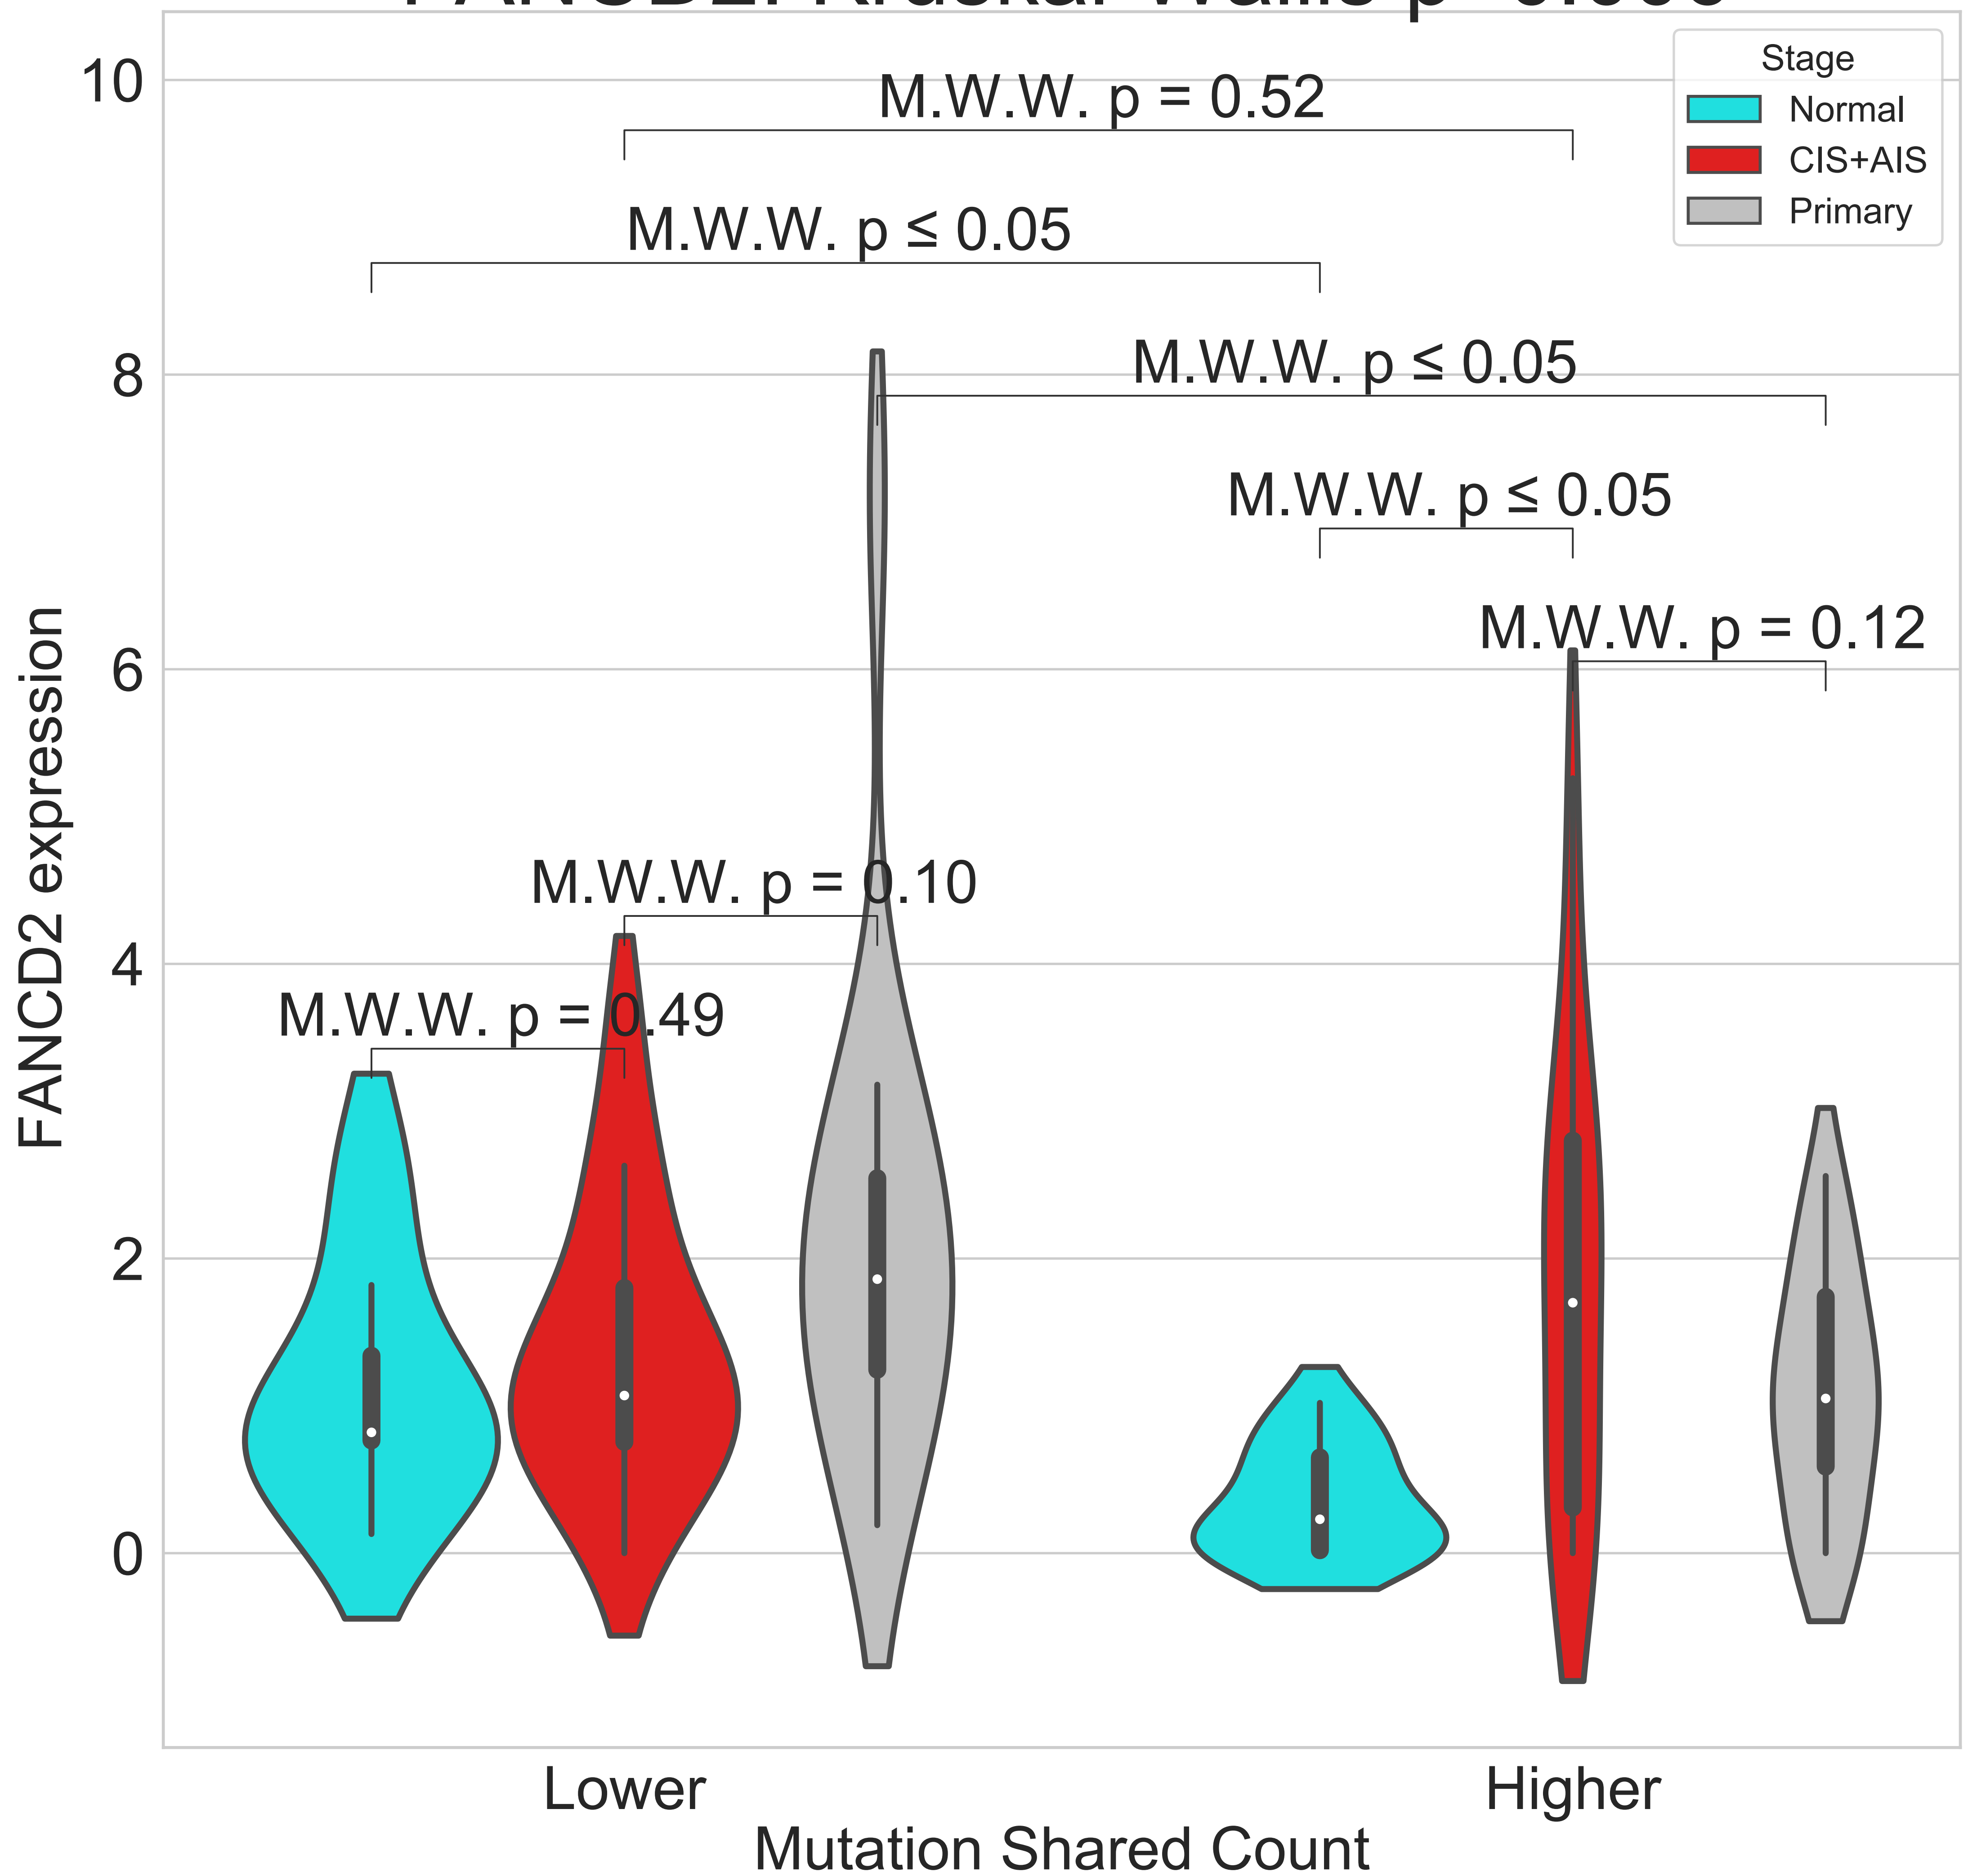 10
8
6
4
2
0
FANCD2 expression
M.W.W. p = 0.52
M.W.W. p ≤ 0.05
M.W.W. p ≤ 0.05
M.W.W. p ≤ 0.05
M.W.W. p = 0.12
M.W.W. p = 0.10
M.W.W. p = 0.49
Stage
Normal
CIS+AIS
Primary
Lower
Higher
Mutation Shared Count